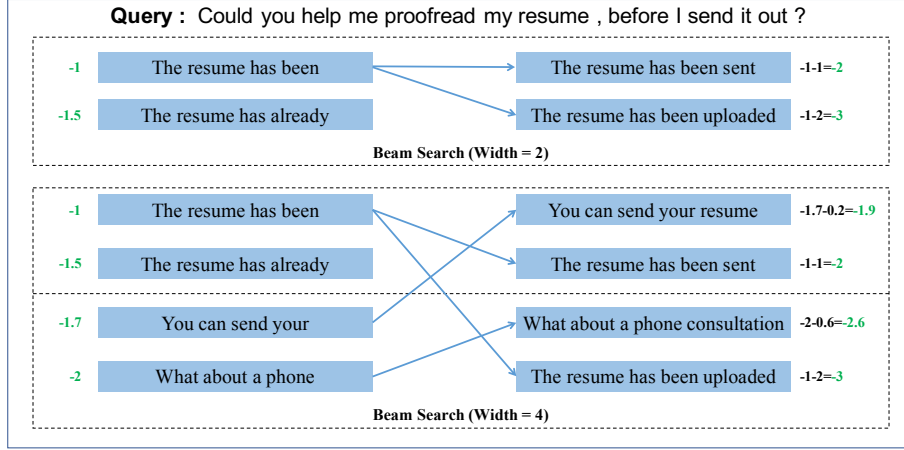 Query : Could you help me proofread my resume , before I send it out ?
-1 The resume has been The resume has been sent -1-1=-2
-1.5 The resume has already The resume has been uploaded -1-2=-3
Beam Search (Width = 2)
-1 The resume has been You can send your resume -1.7-0.2=-1.9
-1.5 The resume has already The resume has been sent -1-1=-2
-1.7 You can send your What about a phone consultation -2-0.6=-2.6
-2 What about a phone The resume has been uploaded -1-2=-3
Beam Search (Width = 4)